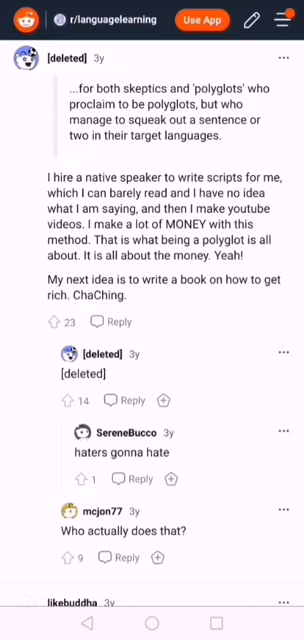 r/languagelearning
Use App
[deleted] 3y
...for both skeptics and 'polyglots' who
proclaim to be polyglots, but who
manage to squeak out a sentence or
two in their target languages.
I hire a native speaker to write scripts for me,
which I can barely read and I have no idea
what I am saying, and then I make youtube
videos. I make a lot of MONEY with this
method. That is what being a polyglot is all
about. It is all about the money. Yeah!
My next idea is to write a book on how to get
rich. ChaChing.
23 Reply
[deleted] 3y
[deleted]
14 Reply
SereneBucco 3y
haters gonna hate
1 Reply
mcjon77 3y
Who actually does that?
9 Reply
likebuddha 3y